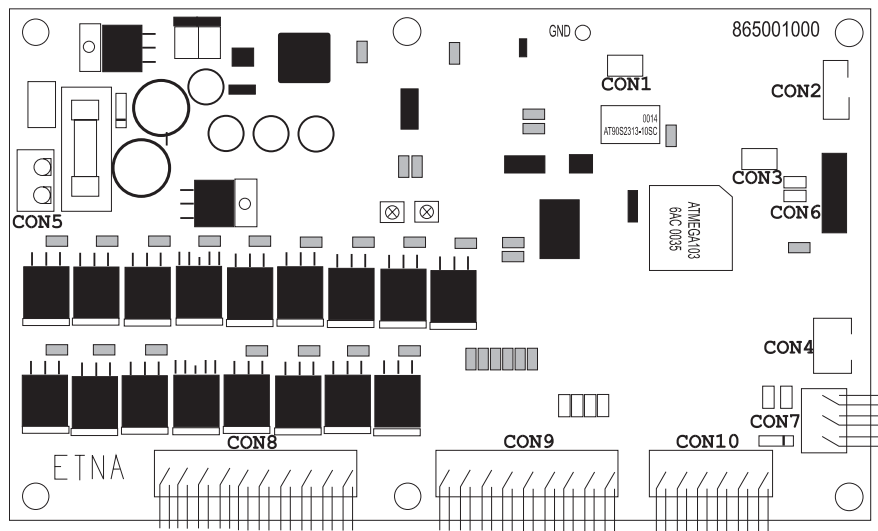 GND
865001000
CON1
CON2
0014
AT90S2313-10SC
CON3
CON5
CON6
ATMEGA103
6AC 0035
CON4
CON7
CON8
CON9
CON10
ETNA